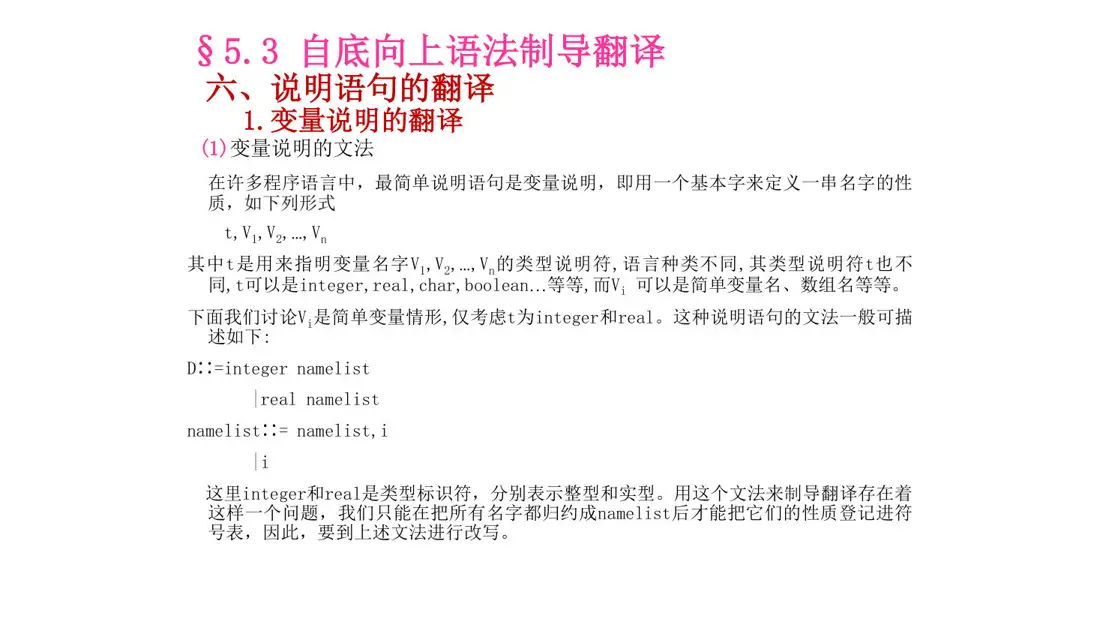 §5.3 自底向上语法制导翻译
六、说明语句的翻译
1.变量说明的翻译
(1)变量说明的文法
在许多程序语言中，最简单说明语句是变量说明，即用一个基本字来定义一串名字的性
质，如下列形式
t,V1,V2,…,Vn
其中t是用来指明变量名字V1,V2,…,Vn的类型说明符,语言种类不同,其类型说明符t也不
同,t可以是integer,real,char,boolean…等等,而Vi 可以是简单变量名、数组名等等。
下面我们讨论Vi是简单变量情形,仅考虑t为integer和real。这种说明语句的文法一般可描
述如下:
D∷=integer namelist
|real namelist
namelist∷= namelist,i
|i
这里integer和real是类型标识符，分别表示整型和实型。用这个文法来制导翻译存在着
这样一个问题，我们只能在把所有名字都归约成namelist后才能把它们的性质登记进符
号表，因此，要到上述文法进行改写。